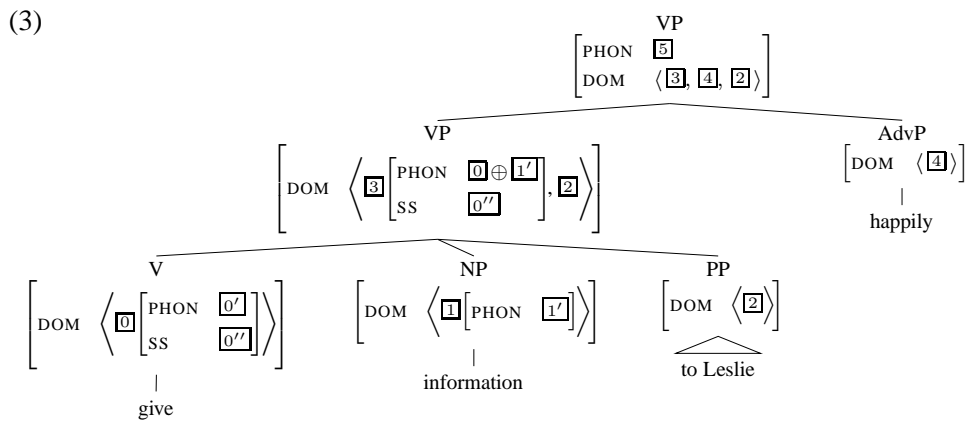 (3)
VP
[PHON 5
DOM ⟨3, 4, 2⟩]
VP AdvP
[DOM ⟨3[PHON 0 ⊕ 1′
SS 0″], 2⟩] [DOM ⟨4⟩]
happily
V NP PP
[DOM ⟨0[PHON 0′
SS 0″]⟩] [DOM ⟨1[PHON 1′]⟩] [DOM ⟨2⟩]
give information to Leslie